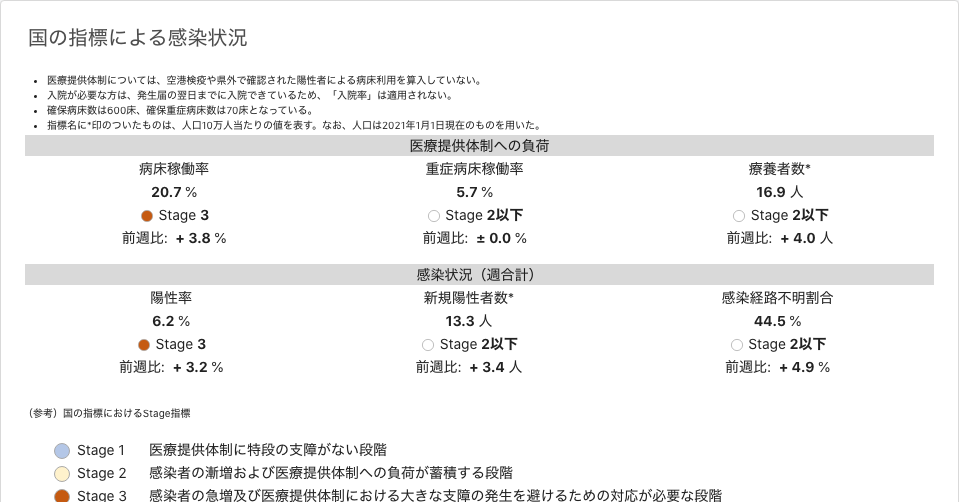 国の指標による感染状況
• 医療提供体制については、空港検疫や県外で確認された陽性者による病床利用を算入していない。
• 入院が必要な方は、発生届の翌日までに入院できているため、「入院率」は適用されない。
• 確保病床数は600床、確保重症病床数は70床となっている。
• 指標名に*印のついたものは、人口10万人当たりの値を表す。なお、人口は2021年1月1日現在のものを用いた。
医療提供体制への負荷
病床稼働率 重症病床稼働率 療養者数*
20.7 % 5.7 % 16.9 人
Stage 3 Stage 2以下 Stage 2以下
前週比: + 3.8 % 前週比: ± 0.0 % 前週比: + 4.0 人
感染状況（週合計）
陽性率 新規陽性者数* 感染経路不明割合
6.2 % 13.3 人 44.5 %
Stage 3 Stage 2以下 Stage 2以下
前週比: + 3.2 % 前週比: + 3.4 人 前週比: + 4.9 %
（参考）国の指標におけるStage指標
Stage 1 医療提供体制に特段の支障がない段階
Stage 2 感染者の漸増および医療提供体制への負荷が蓄積する段階
Stage 3 感染者の急増及び医療提供体制における大きな支障の発生を避けるための対応が必要な段階